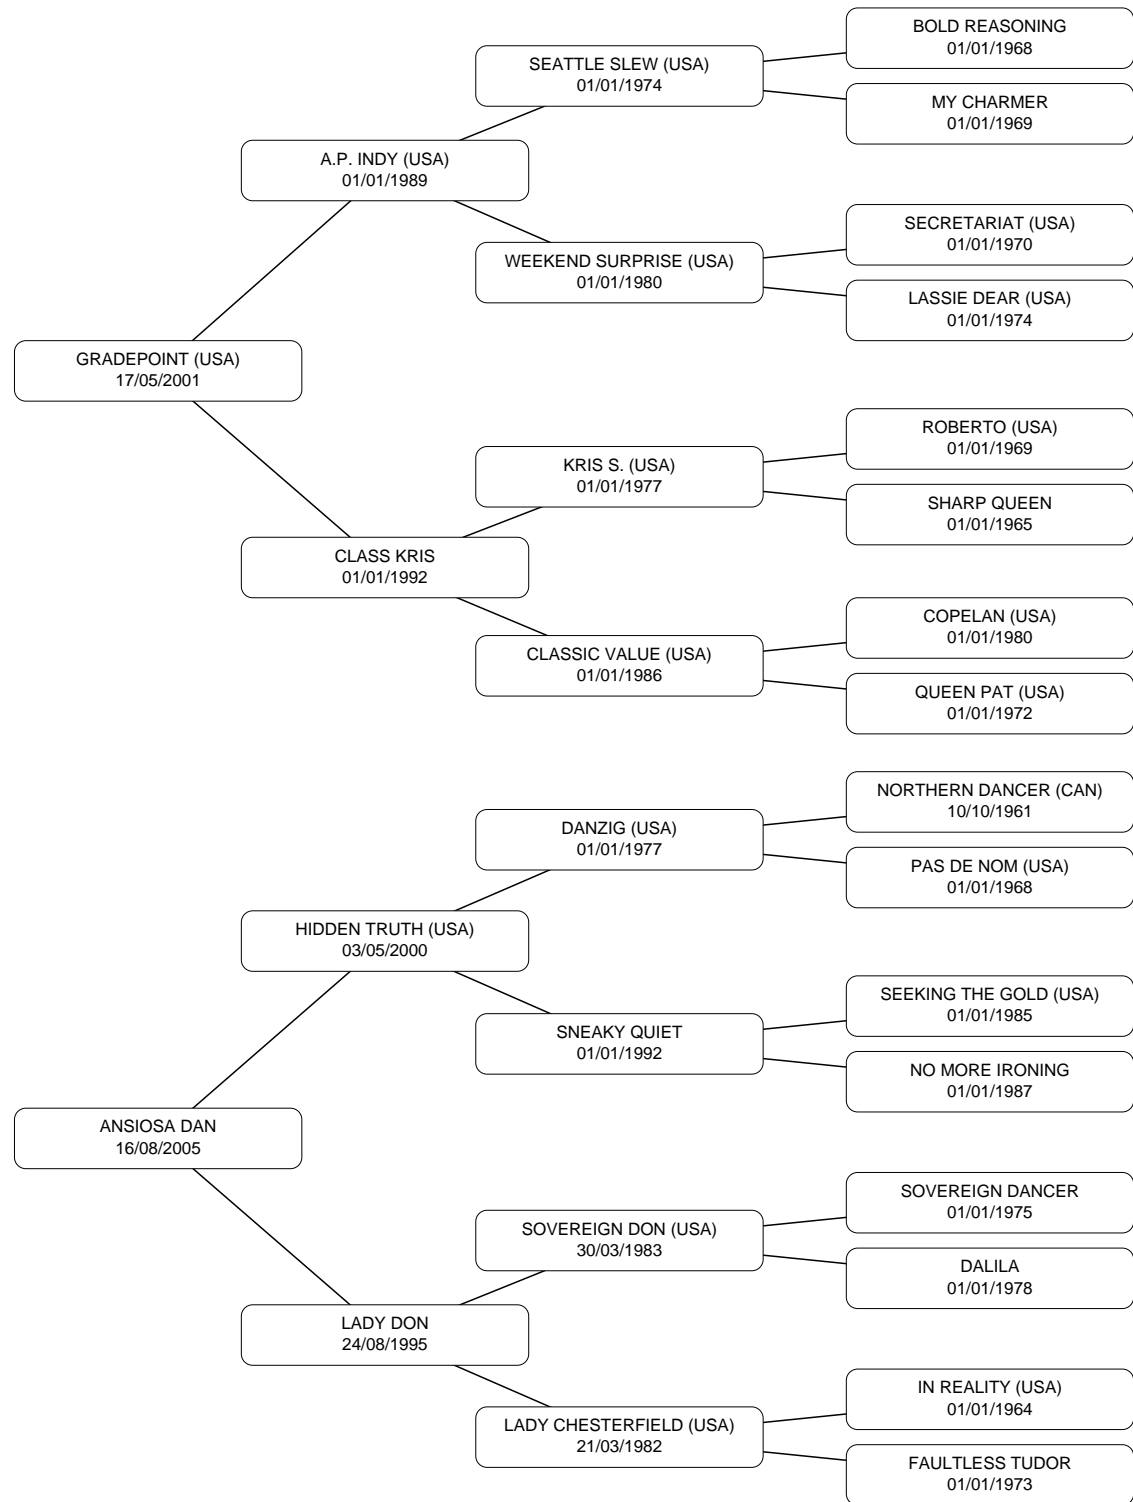 BOLD REASONING
01/01/1968
SEATTLE SLEW (USA)
01/01/1974
MY CHARMER
01/01/1969
A.P. INDY (USA)
01/01/1989
SECRETARIAT (USA)
01/01/1970
WEEKEND SURPRISE (USA)
01/01/1980
LASSIE DEAR (USA)
01/01/1974
GRADEPOINT (USA)
17/05/2001
ROBERTO (USA)
01/01/1969
KRIS S. (USA)
01/01/1977
SHARP QUEEN
01/01/1965
CLASS KRIS
01/01/1992
COPELAN (USA)
01/01/1980
CLASSIC VALUE (USA)
01/01/1986
QUEEN PAT (USA)
01/01/1972
NORTHERN DANCER (CAN)
10/10/1961
DANZIG (USA)
01/01/1977
PAS DE NOM (USA)
01/01/1968
HIDDEN TRUTH (USA)
03/05/2000
SEEKING THE GOLD (USA)
01/01/1985
SNEAKY QUIET
01/01/1992
NO MORE IRONING
01/01/1987
ANSIOSA DAN
16/08/2005
SOVEREIGN DANCER
01/01/1975
SOVEREIGN DON (USA)
30/03/1983
DALILA
01/01/1978
LADY DON
24/08/1995
IN REALITY (USA)
01/01/1964
LADY CHESTERFIELD (USA)
21/03/1982
FAULTLESS TUDOR
01/01/1973